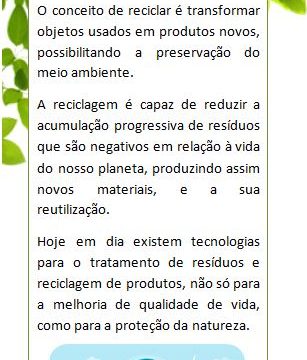 O conceito de reciclar é transformar
objetos usados em produtos novos,
possibilitando a preservação do
meio ambiente.
A reciclagem é capaz de reduzir a
acumulação progressiva de resíduos
que são negativos em relação à vida
do nosso planeta, produzindo assim
novos materiais, e a sua
reutilização.
Hoje em dia existem tecnologias
para o tratamento de resíduos e
reciclagem de produtos, não só para
a melhoria de qualidade de vida,
como para a proteção da natureza.